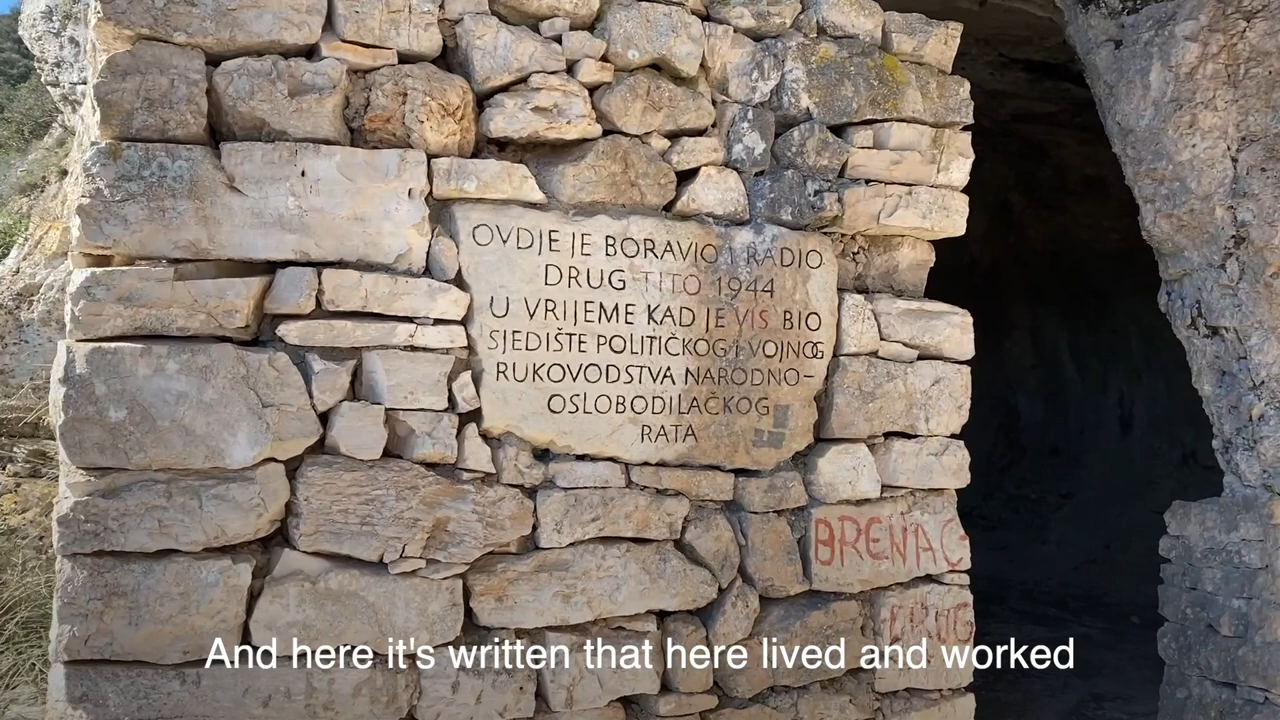 OVDJE JE BORAVIO I RADIO
DRUG TITO 1944
U VRIJEME KAD JE VIS BIO
SJEDIŠTE POLITIČKOG I VOJNOG
RUKOVODSTVA NARODNO–
OSLOBODILAČKOG
RATA
BRENAC
And here it's written that here lived and worked